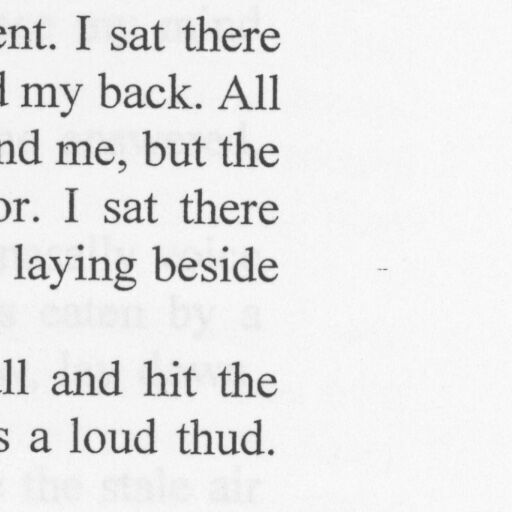 ent. I sat there
my back. All
nd me, but the
or. I sat there
laying beside
all and hit the
s a loud thud.